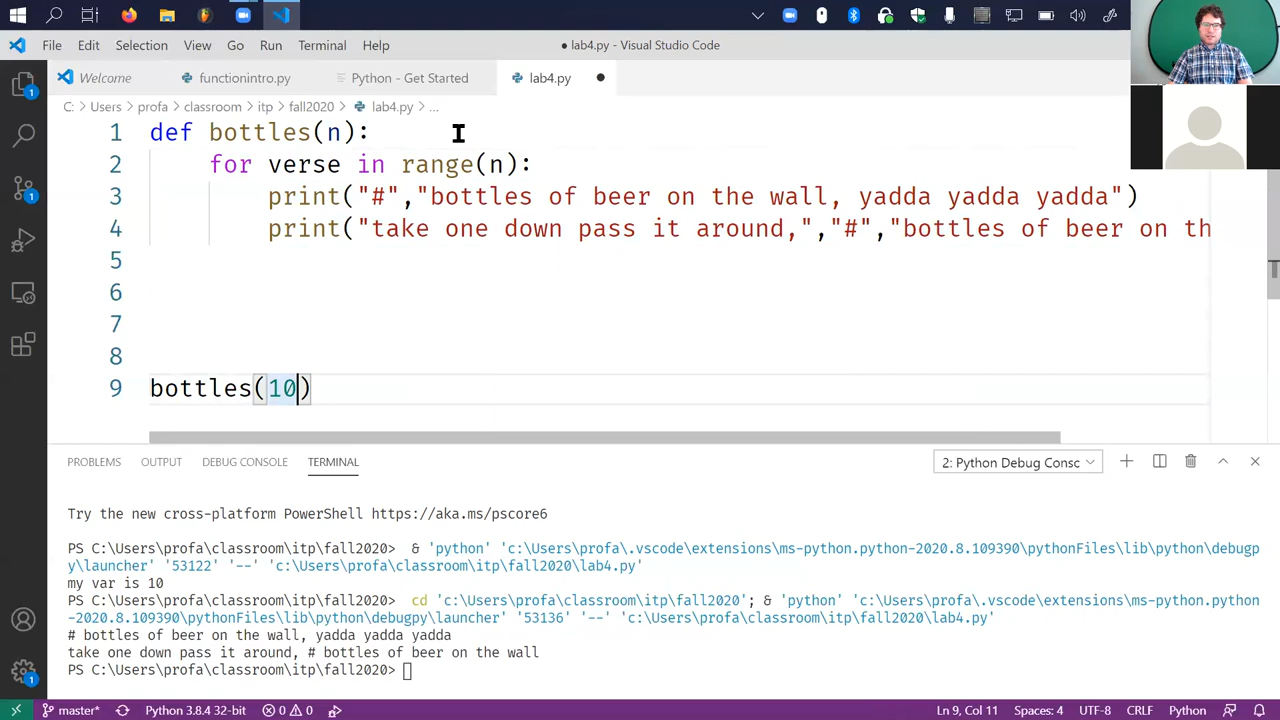 File Edit Selection View Go Run Terminal Help
● lab4.py - Visual Studio Code
Welcome functionintro.py Python - Get Started lab4.py ●
C: > Users > profa > classroom > itp > fall2020 > lab4.py > ...
1 def bottles(n):
2     for verse in range(n):
3         print("#","bottles of beer on the wall, yadda yadda yadda")
4         print("take one down pass it around,","#","bottles of beer on th
5
6
7
8
9 bottles(10)
PROBLEMS OUTPUT DEBUG CONSOLE TERMINAL
2: Python Debug Consc
Try the new cross-platform PowerShell https://aka.ms/pscore6
PS C:\Users\profa\classroom\itp\fall2020>  & 'python' 'c:\Users\profa\.vscode\extensions\ms-python.python-2020.8.109390\pythonFiles\lib\python\debugp
y\launcher' '53122' '--' 'c:\Users\profa\classroom\itp\fall2020\lab4.py'
my var is 10
PS C:\Users\profa\classroom\itp\fall2020>  cd 'c:\Users\profa\classroom\itp\fall2020'; & 'python' 'c:\Users\profa\.vscode\extensions\ms-python.python
-2020.8.109390\pythonFiles\lib\python\debugpy\launcher' '53136' '--' 'c:\Users\profa\classroom\itp\fall2020\lab4.py'
# bottles of beer on the wall, yadda yadda yadda
take one down pass it around, # bottles of beer on the wall
PS C:\Users\profa\classroom\itp\fall2020>
1
1
1
master* Python 3.8.4 32-bit 0 0 Ln 9, Col 11 Spaces: 4 UTF-8 CRLF Python